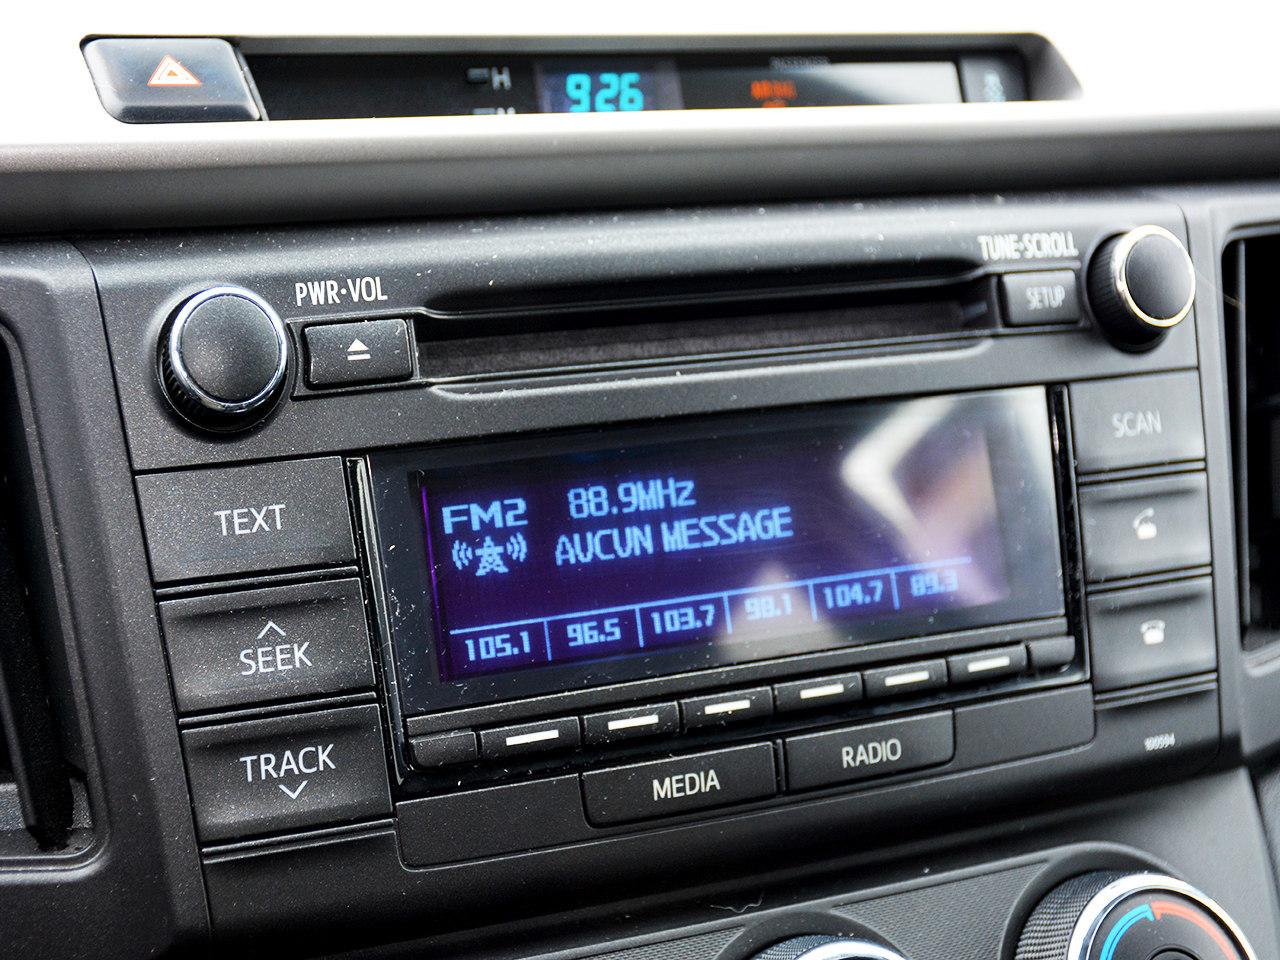 H
9:26
PWR·VOL
TUNE·SCROLL
SETUP
SCAN
TEXT
FM2 88.9MHz
AUCUN MESSAGE
105.1 96.5 103.7 98.1 104.7 89.3
SEEK
TRACK
MEDIA
RADIO
100594